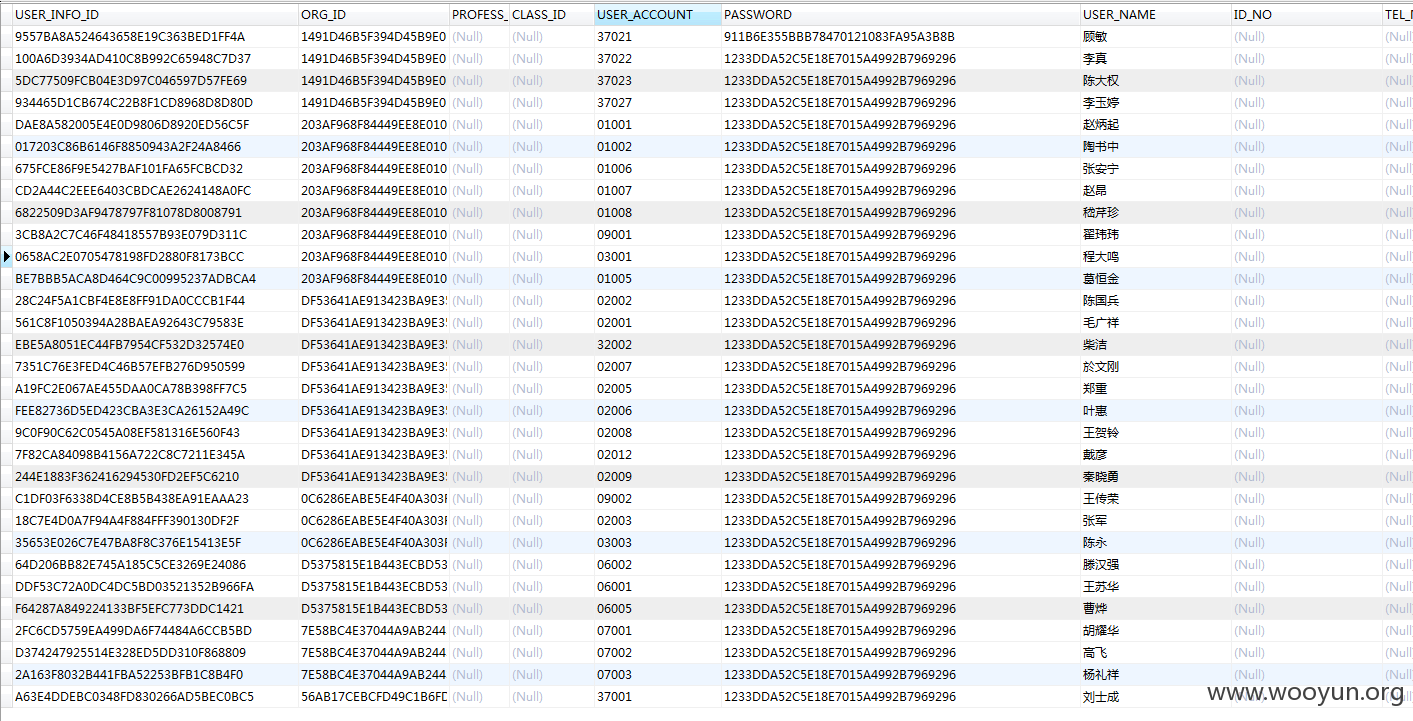 USER_INFO_ID ORG_ID PROFESS_ CLASS_ID USER_ACCOUNT PASSWORD USER_NAME ID_NO TEL_
9557BA8A524643658E19C363BED1FF4A 1491D46B5F394D45B9E0 (Null) (Null) 37021 911B6E355BBB78470121083FA95A3B8B 顾敏 (Null) (Null
100A6D3934AD410C8B992C65948C7D37 1491D46B5F394D45B9E0 (Null) (Null) 37022 1233DDA52C5E18E7015A4992B7969296 李真 (Null) (Null
5DC77509FCB04E3D97C046597D57FE69 1491D46B5F394D45B9E0 (Null) (Null) 37023 1233DDA52C5E18E7015A4992B7969296 陈大权 (Null) (Null
934465D1CB674C22B8F1CD8968D8D80D 1491D46B5F394D45B9E0 (Null) (Null) 37027 1233DDA52C5E18E7015A4992B7969296 李玉婷 (Null) (Null
DAE8A582005E4E0D9806D8920ED56C5F 203AF968F84449EE8E010 (Null) (Null) 01001 1233DDA52C5E18E7015A4992B7969296 赵炳起 (Null) (Null
017203C86B6146F8850943A2F24A8466 203AF968F84449EE8E010 (Null) (Null) 01002 1233DDA52C5E18E7015A4992B7969296 陶书中 (Null) (Null
675FCE86F9E5427BAF101FA65FCBCD32 203AF968F84449EE8E010 (Null) (Null) 01006 1233DDA52C5E18E7015A4992B7969296 张安宁 (Null) (Null
CD2A44C2EEE6403CBDCAE2624148A0FC 203AF968F84449EE8E010 (Null) (Null) 01007 1233DDA52C5E18E7015A4992B7969296 赵昂 (Null) (Null
6822509D3AF9478797F81078D8008791 203AF968F84449EE8E010 (Null) (Null) 01008 1233DDA52C5E18E7015A4992B7969296 嵇芹珍 (Null) (Null
3CB8A2C7C46F48418557B93E079D311C 203AF968F84449EE8E010 (Null) (Null) 09001 1233DDA52C5E18E7015A4992B7969296 翟玮玮 (Null) (Null
0658AC2E0705478198FD2880F8173BCC 203AF968F84449EE8E010 (Null) (Null) 03001 1233DDA52C5E18E7015A4992B7969296 程大鸣 (Null) (Null
BE7BBB5ACA8D464C9C00995237ADBCA4 203AF968F84449EE8E010 (Null) (Null) 01005 1233DDA52C5E18E7015A4992B7969296 葛恒金 (Null) (Null
28C24F5A1CBF4E8E8FF91DA0CCCB1F44 DF53641AE913423BA9E3 (Null) (Null) 02002 1233DDA52C5E18E7015A4992B7969296 陈国兵 (Null) (Null
561C8F1050394A28BAEA92643C79583E DF53641AE913423BA9E3 (Null) (Null) 02001 1233DDA52C5E18E7015A4992B7969296 毛广祥 (Null) (Null
EBE5A8051EC44FB7954CF532D32574E0 DF53641AE913423BA9E3 (Null) (Null) 32002 1233DDA52C5E18E7015A4992B7969296 柴洁 (Null) (Null
7351C76E3FED4C46B57EFB276D950599 DF53641AE913423BA9E3 (Null) (Null) 02007 1233DDA52C5E18E7015A4992B7969296 於文刚 (Null) (Null
A19FC2E067AE455DAA0CA78B398FF7C5 DF53641AE913423BA9E3 (Null) (Null) 02005 1233DDA52C5E18E7015A4992B7969296 郑重 (Null) (Null
FEE82736D5ED423CBA3E3CA26152A49C DF53641AE913423BA9E3 (Null) (Null) 02006 1233DDA52C5E18E7015A4992B7969296 叶惠 (Null) (Null
9C0F90C62C0545A08EF581316E560F43 DF53641AE913423BA9E3 (Null) (Null) 02008 1233DDA52C5E18E7015A4992B7969296 王贺铃 (Null) (Null
7F82CA84098B4156A722C8C7211E345A DF53641AE913423BA9E3 (Null) (Null) 02012 1233DDA52C5E18E7015A4992B7969296 戴彦 (Null) (Null
244E1883F362416294530FD2EF5C6210 DF53641AE913423BA9E3 (Null) (Null) 02009 1233DDA52C5E18E7015A4992B7969296 秦晓勇 (Null) (Null
C1DF03F6338D4CE8B5B438EA91EAAA23 0C6286EABE5E4F40A303 (Null) (Null) 09002 1233DDA52C5E18E7015A4992B7969296 王传荣 (Null) (Null
18C7E4D0A7F94A4F884FFF390130DF2F 0C6286EABE5E4F40A303 (Null) (Null) 02003 1233DDA52C5E18E7015A4992B7969296 张军 (Null) (Null
35653E026C7E47BA8F8C376E15413E5F 0C6286EABE5E4F40A303 (Null) (Null) 03003 1233DDA52C5E18E7015A4992B7969296 陈永 (Null) (Null
64D206BB82E745A185C5CE3269E24086 D5375815E1B443ECBD53 (Null) (Null) 06002 1233DDA52C5E18E7015A4992B7969296 滕汉强 (Null) (Null
DDF53C72A0DC4DC5BD03521352B966FA D5375815E1B443ECBD53 (Null) (Null) 06001 1233DDA52C5E18E7015A4992B7969296 王苏华 (Null) (Null
F64287A849224133BF5EFC773DDC1421 D5375815E1B443ECBD53 (Null) (Null) 06005 1233DDA52C5E18E7015A4992B7969296 曹烨 (Null) (Null
2FC6CD5759EA499DA6F74484A6CCB5BD 7E58BC4E37044A9AB244 (Null) (Null) 07001 1233DDA52C5E18E7015A4992B7969296 胡耀华 (Null) (Null
D374247925514E328ED5DD310F868809 7E58BC4E37044A9AB244 (Null) (Null) 07002 1233DDA52C5E18E7015A4992B7969296 高飞 (Null) (Null
2A163F8032B441FBA52253BFB1C8B4F0 7E58BC4E37044A9AB244 (Null) (Null) 07003 1233DDA52C5E18E7015A4992B7969296 杨礼祥 (Null) (Null
A63E4DDEBC0348FD830266AD5BEC0BC5 56AB17CEBCFD49C1B6FD (Null) (Null) 37001 1233DDA52C5E18E7015A4992B7969296 刘士成 (Null) (Null
www.wooyun.org